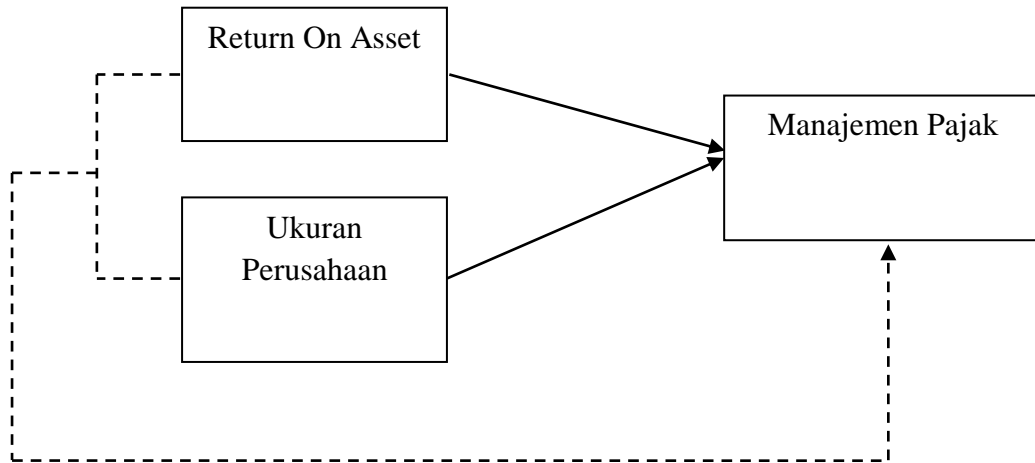 Return On Asset
Manajemen Pajak
Ukuran
Perusahaan